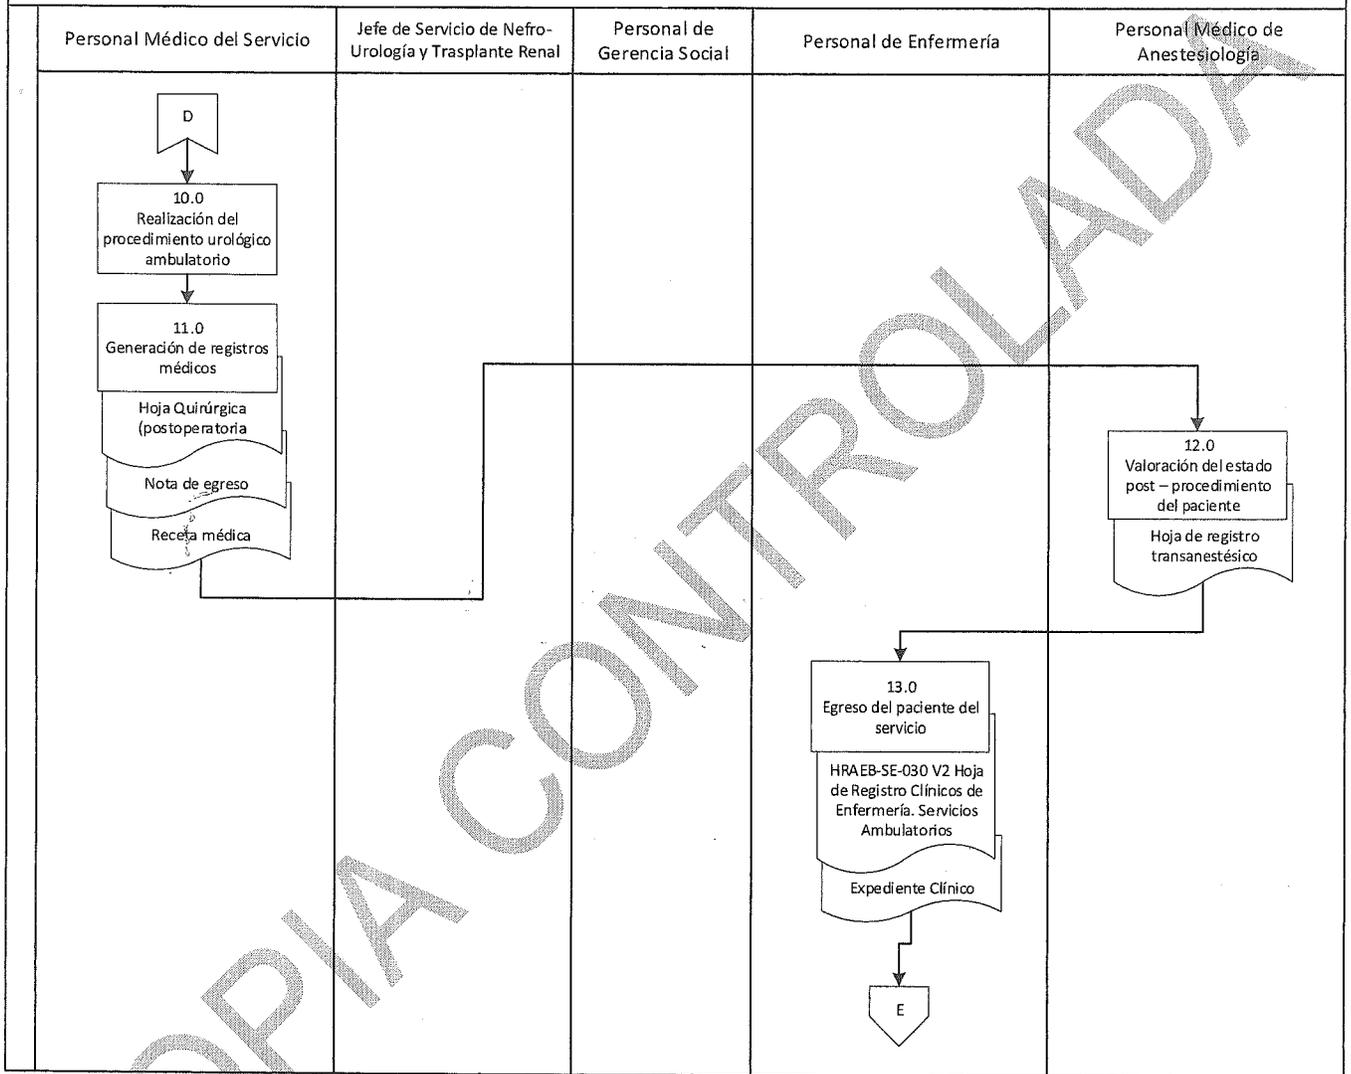 Personal Médico del Servicio
Jefe de Servicio de Nefro-
Urología y Trasplante Renal
Personal de
Gerencia Social
Personal de Enfermería
Personal Médico de
Anestesiología
D
10.0
Realización del
procedimiento urológico
ambulatorio
11.0
Generación de registros
médicos
Hoja Quirúrgica
(postoperatoria
Nota de egreso
Receta médica
12.0
Valoración del estado
post – procedimiento
del paciente
Hoja de registro
transanestésico
13.0
Egreso del paciente del
servicio
HRAEB-SE-030 V2 Hoja
de Registro Clínicos de
Enfermería. Servicios
Ambulatorios
Expediente Clínico
E
OPIA CONTROLADA